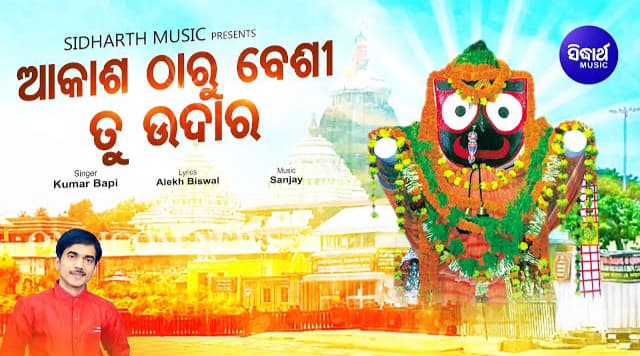 SIDHARTH MUSIC PRESENTS
ଆକାଶ ଠାରୁ ବେଶୀ
ତୁ ଉଦାର
Singer
Kumar Bapi
Lyrics
Alekh Biswal
Music
Sanjay
ସିଦ୍ଧାର୍ଥ
MUSIC